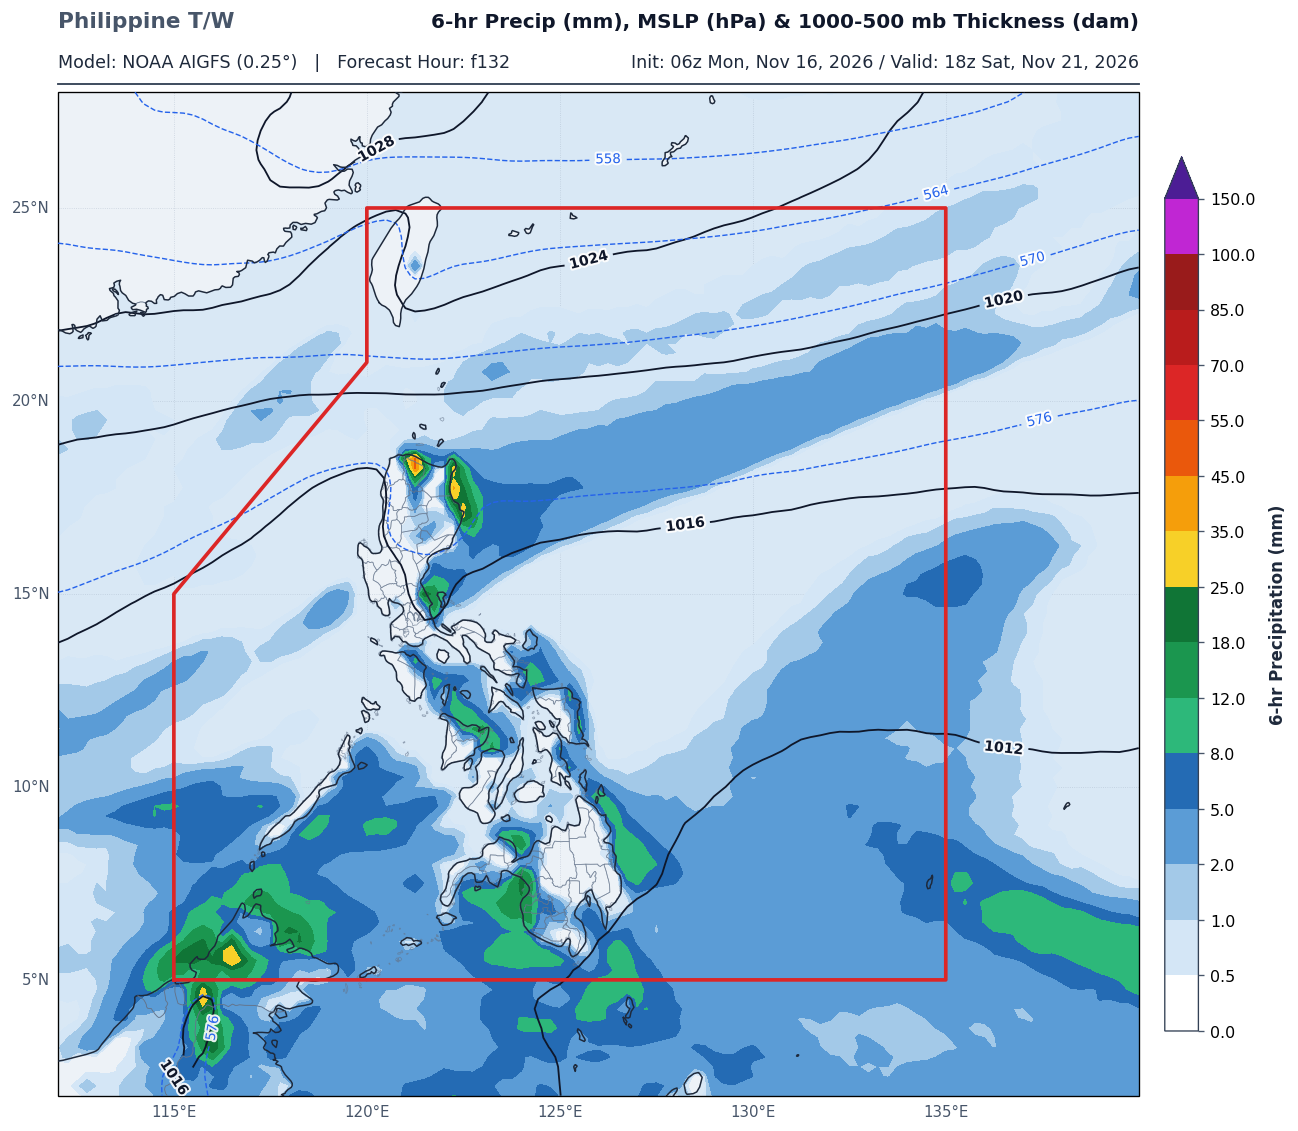 Philippine T/W
6-hr Precip (mm), MSLP (hPa) & 1000-500 mb Thickness (dam)
Model: NOAA AIGFS (0.25°) | Forecast Hour: f132
Init: 06z Mon, Nov 16, 2026 / Valid: 18z Sat, Nov 21, 2026
1028
558
564
1024
570
1020
576
1016
1012
576
1016
25°N
20°N
15°N
10°N
5°N
115°E
120°E
125°E
130°E
135°E
150.0
100.0
85.0
70.0
55.0
45.0
35.0
25.0
18.0
12.0
8.0
5.0
2.0
1.0
0.5
0.0
6-hr Precipitation (mm)